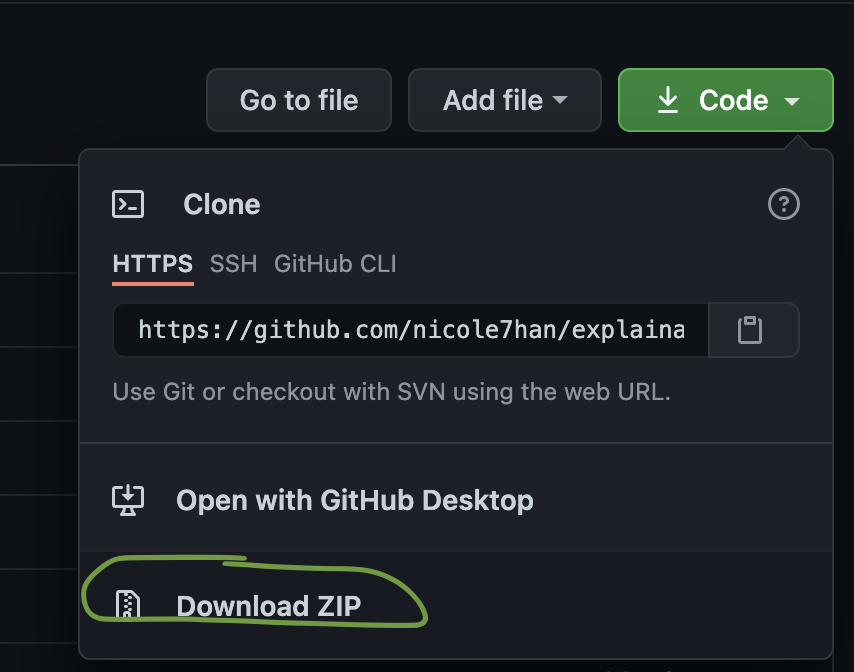 Go to file Add file Code
Clone
HTTPS SSH GitHub CLI
https://github.com/nicole7han/explaina
Use Git or checkout with SVN using the web URL.
Open with GitHub Desktop
Download ZIP